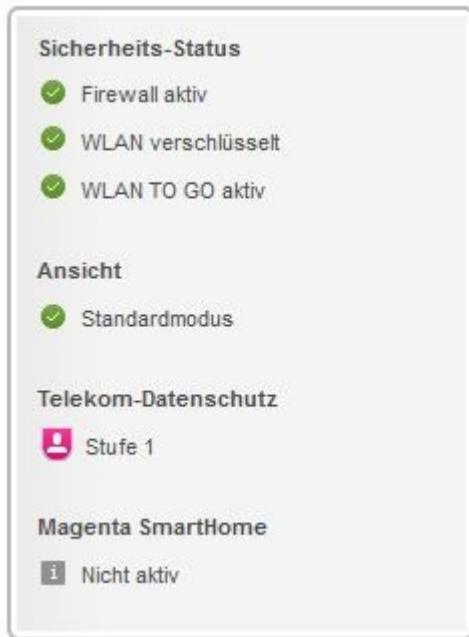 Sicherheits-Status
Firewall aktiv
WLAN verschlüsselt
WLAN TO GO aktiv
Ansicht
Standardmodus
Telekom-Datenschutz
Stufe 1
Magenta SmartHome
i Nicht aktiv